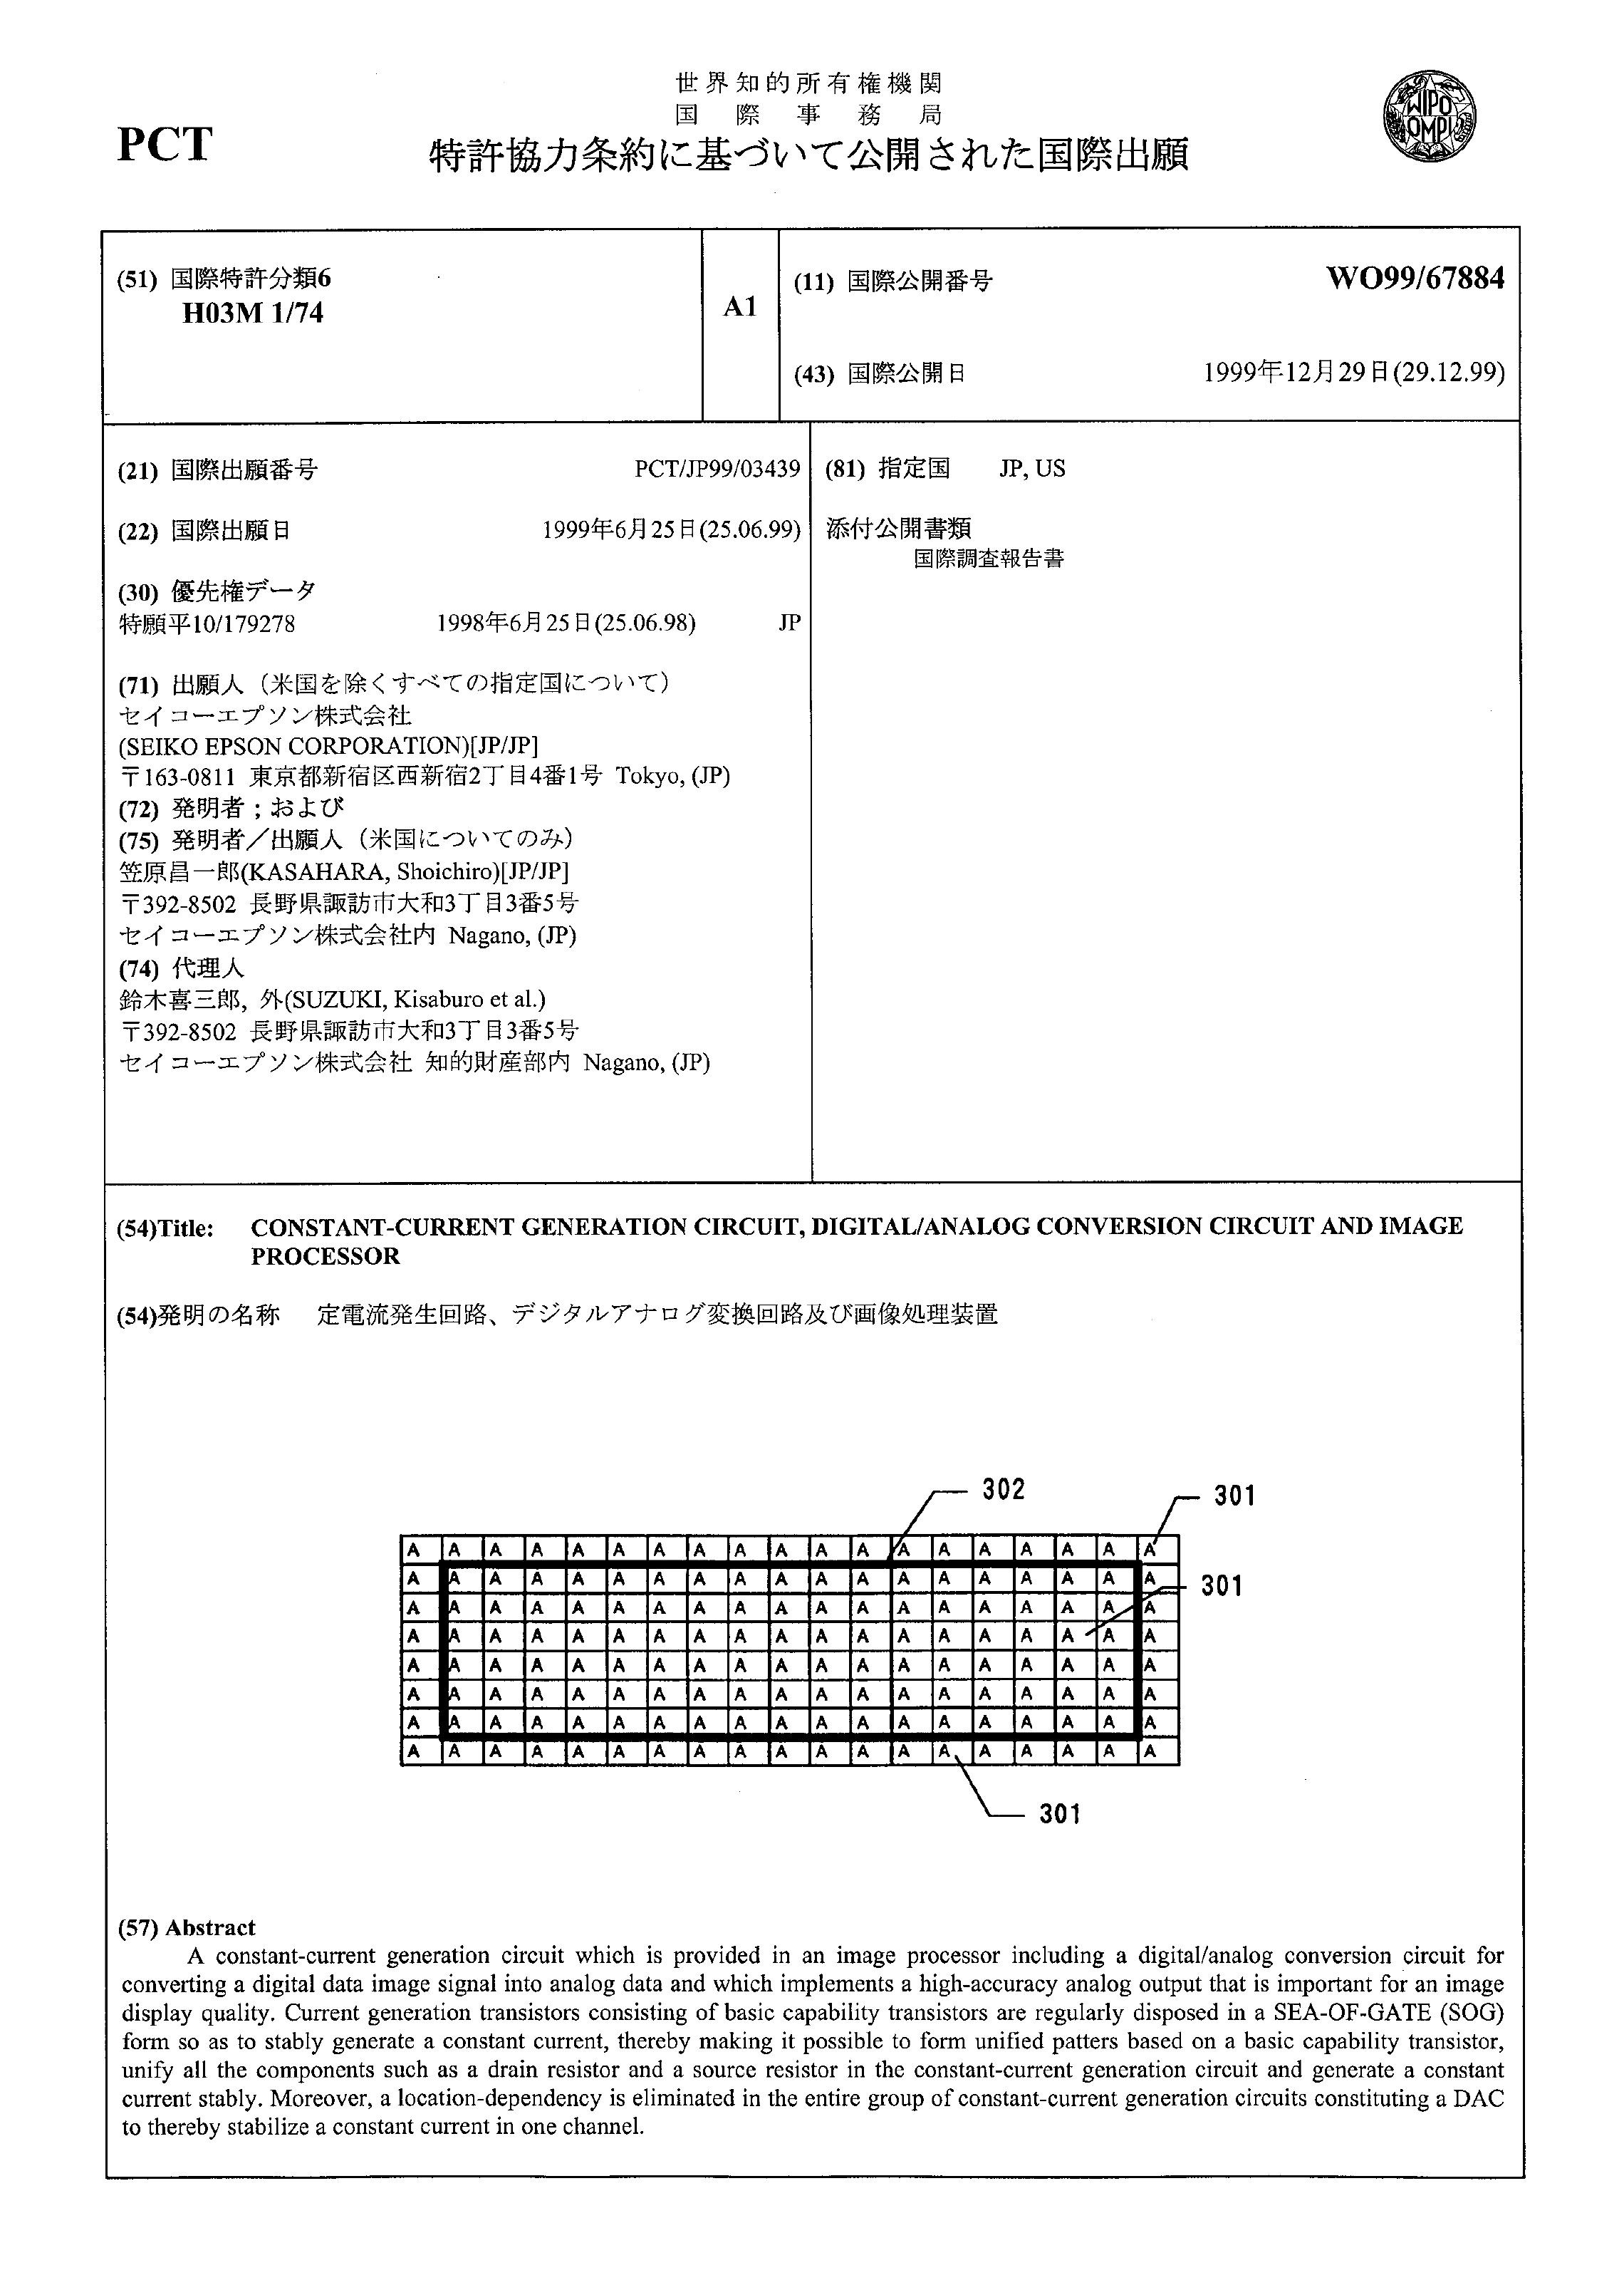 世界知的所有権機関
国際事務局
PCT
特許協力条約に基づいて公開された国際出願
WIPO
OMPI
(51) 国際特許分類6
H03M 1/74
A1
(11) 国際公開番号 WO99/67884
(43) 国際公開日 1999年12月29日(29.12.99)
(21) 国際出願番号 PCT/JP99/03439
(22) 国際出願日 1999年6月25日(25.06.99)
(30) 優先権データ
特願平10/179278 1998年6月25日(25.06.98) JP
(71) 出願人（米国を除くすべての指定国について）
セイコーエプソン株式会社
(SEIKO EPSON CORPORATION)[JP/JP]
〒163-0811 東京都新宿区西新宿2丁目4番1号 Tokyo, (JP)
(72) 発明者；および
(75) 発明者／出願人（米国についてのみ）
笠原昌一郎(KASAHARA, Shoichiro)[JP/JP]
〒392-8502 長野県諏訪市大和3丁目3番5号
セイコーエプソン株式会社内 Nagano, (JP)
(74) 代理人
鈴木喜三郎, 外(SUZUKI, Kisaburo et al.)
〒392-8502 長野県諏訪市大和3丁目3番5号
セイコーエプソン株式会社 知的財産部内 Nagano, (JP)
(81) 指定国 JP, US
添付公開書類
国際調査報告書
(54)Title: CONSTANT-CURRENT GENERATION CIRCUIT, DIGITAL/ANALOG CONVERSION CIRCUIT AND IMAGE
PROCESSOR
(54)発明の名称 定電流発生回路、デジタルアナログ変換回路及び画像処理装置
302
301
A A A A A A A A A A A A A A A A A A A
A A A A A A A A A A A A A A A A A A A
301
A A A A A A A A A A A A A A A A A A A
A A A A A A A A A A A A A A A A A A A
A A A A A A A A A A A A A A A A A A A
A A A A A A A A A A A A A A A A A A A
A A A A A A A A A A A A A A A A A A A
A A A A A A A A A A A A A A A A A A A
301
(57) Abstract
A constant-current generation circuit which is provided in an image processor including a digital/analog conversion circuit for
converting a digital data image signal into analog data and which implements a high-accuracy analog output that is important for an image
display quality. Current generation transistors consisting of basic capability transistors are regularly disposed in a SEA-OF-GATE (SOG)
form so as to stably generate a constant current, thereby making it possible to form unified patters based on a basic capability transistor,
unify all the components such as a drain resistor and a source resistor in the constant-current generation circuit and generate a constant
current stably. Moreover, a location-dependency is eliminated in the entire group of constant-current generation circuits constituting a DAC
to thereby stabilize a constant current in one channel.